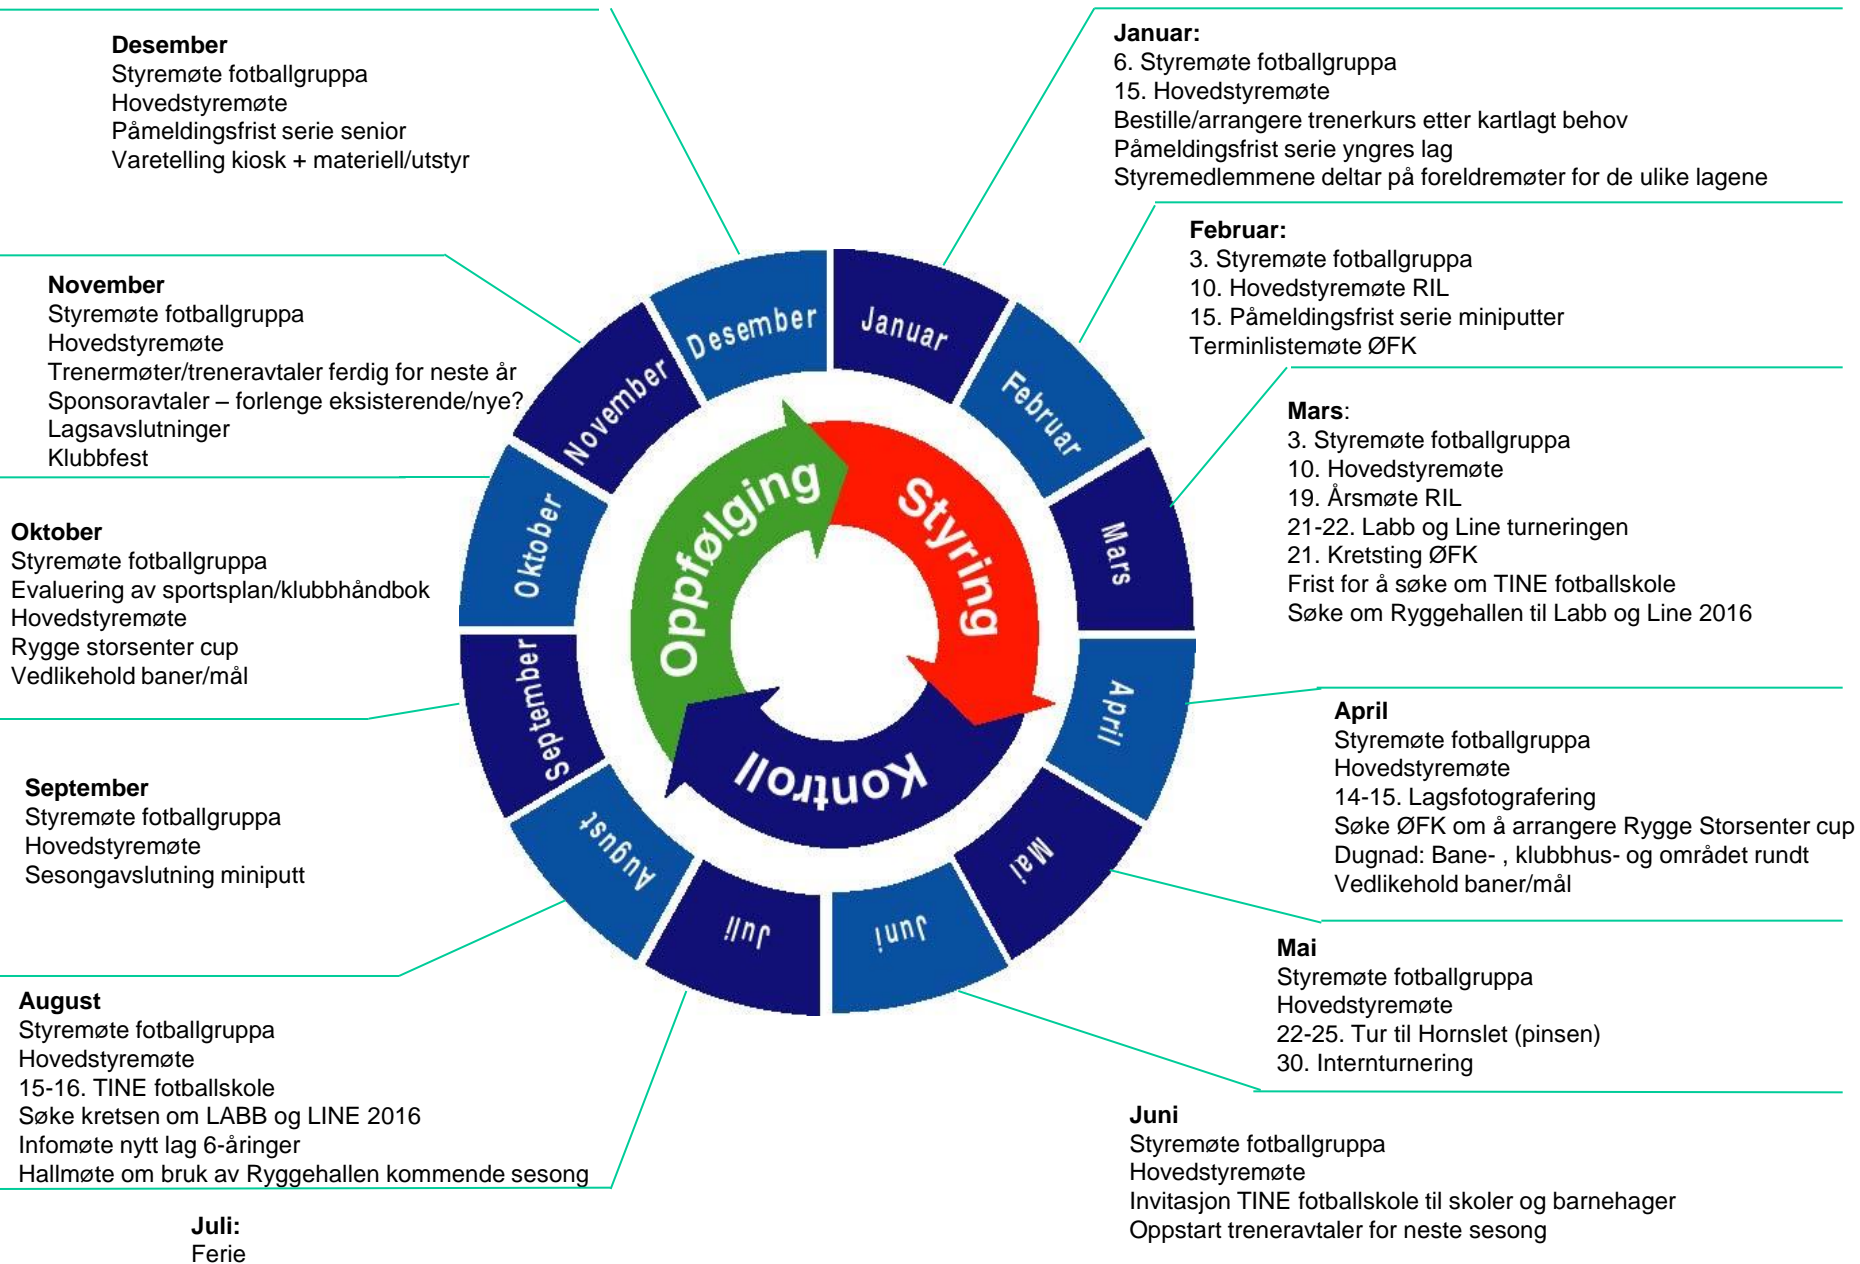 Desember
Styremøte fotballgruppa
Hovedstyremøte
Påmeldingsfrist serie senior
Varetelling kiosk + materiell/utstyr
Januar:
6. Styremøte fotballgruppa
15. Hovedstyremøte
Bestille/arrangere trenerkurs etter kartlagt behov
Påmeldingsfrist serie yngres lag
Styremedlemmene deltar på foreldremøter for de ulike lagene
Februar:
3. Styremøte fotballgruppa
10. Hovedstyremøte RIL
15. Påmeldingsfrist serie miniputter
Terminlistemøte ØFK
Mars:
3. Styremøte fotballgruppa
10. Hovedstyremøte
19. Årsmøte RIL
21-22. Labb og Line turneringen
21. Kretsting ØFK
Frist for å søke om TINE fotballskole
Søke om Ryggehallen til Labb og Line 2016
April
Styremøte fotballgruppa
Hovedstyremøte
14-15. Lagsfotografering
Søke ØFK om å arrangere Rygge Storsenter cup
Dugnad: Bane- , klubbhus- og området rundt
Vedlikehold baner/mål
Mai
Styremøte fotballgruppa
Hovedstyremøte
22-25. Tur til Hornslet (pinsen)
30. Internturnering
Juni
Styremøte fotballgruppa
Hovedstyremøte
Invitasjon TINE fotballskole til skoler og barnehager
Oppstart treneravtaler for neste sesong
Juli:
Ferie
August
Styremøte fotballgruppa
Hovedstyremøte
15-16. TINE fotballskole
Søke kretsen om LABB og LINE 2016
Infomøte nytt lag 6-åringer
Hallmøte om bruk av Ryggehallen kommende sesong
September
Styremøte fotballgruppa
Hovedstyremøte
Sesongavslutning miniputt
Oktober
Styremøte fotballgruppa
Evaluering av sportsplan/klubbhåndbok
Hovedstyremøte
Rygge storsenter cup
Vedlikehold baner/mål
November
Styremøte fotballgruppa
Hovedstyremøte
Trenermøter/treneravtaler ferdig for neste år
Sponsoravtaler – forlenge eksisterende/nye?
Lagsavslutninger
Klubbfest
Januar
Februar
Mars
April
Mai
Juni
Juli
August
September
Oktober
November
Desember
Styring
Kontroll
Oppfølging